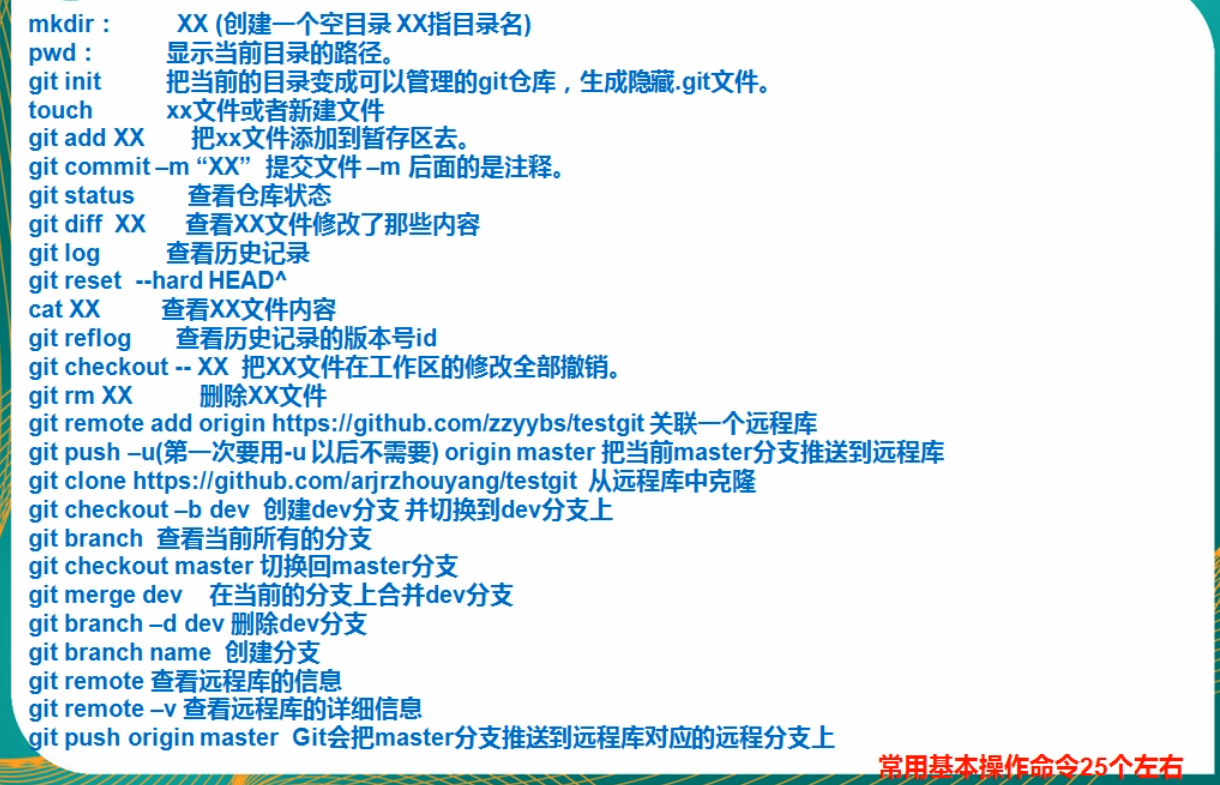 mkdir： XX (创建一个空目录 XX指目录名)
pwd： 显示当前目录的路径。
git init 把当前的目录变成可以管理的git仓库，生成隐藏.git文件。
touch xx文件或者新建文件
git add XX 把xx文件添加到暂存区去。
git commit –m “XX” 提交文件 –m 后面的是注释。
git status 查看仓库状态
git diff XX 查看XX文件修改了那些内容
git log 查看历史记录
git reset --hard HEAD^
cat XX 查看XX文件内容
git reflog 查看历史记录的版本号id
git checkout -- XX 把XX文件在工作区的修改全部撤销。
git rm XX 删除XX文件
git remote add origin https://github.com/zzyybs/testgit 关联一个远程库
git push –u(第一次要用-u 以后不需要) origin master 把当前master分支推送到远程库
git clone https://github.com/arjrzhouyang/testgit 从远程库中克隆
git checkout –b dev 创建dev分支 并切换到dev分支上
git branch 查看当前所有的分支
git checkout master 切换回master分支
git merge dev 在当前的分支上合并dev分支
git branch –d dev 删除dev分支
git branch name 创建分支
git remote 查看远程库的信息
git remote –v 查看远程库的详细信息
git push origin master Git会把master分支推送到远程库对应的远程分支上
常用基本操作命令25个左右